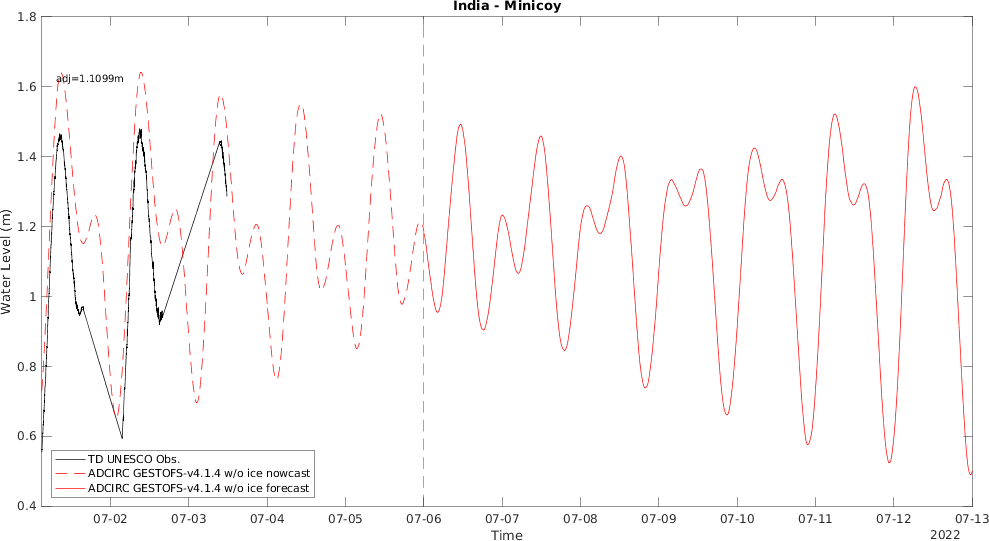 India - Minicoy
1.8
1.6
1.4
1.2
1
0.8
0.6
0.4
Water Level (m)
adj=1.1099m
TD UNESCO Obs.
ADCIRC GESTOFS-v4.1.4 w/o ice nowcast
ADCIRC GESTOFS-v4.1.4 w/o ice forecast
07-02 07-03 07-04 07-05 07-06 07-07 07-08 07-09 07-10 07-11 07-12 07-13
Time
2022